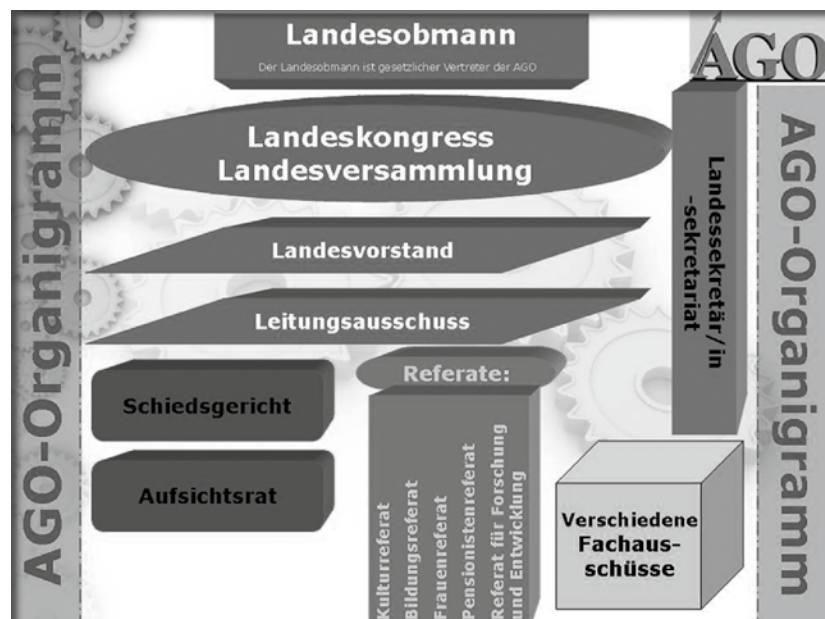 AGO-Organigramm
Landesobmann
Der Landesobmann ist gesetzlicher Vertreter der AGO
AGO
Landeskongress
Landesversammlung
Landesvorstand
Leitungsausschuss
Landessekretär/in
-sekretariat
Schiedsgericht
Aufsichtsrat
Referate:
Kulturreferat
Bildungsreferat
Frauenreferat
Pensionistenreferat
Referat für Forschung
und Entwicklung
Verschiedene
Fachaus-
schüsse
AGO-Organigramm